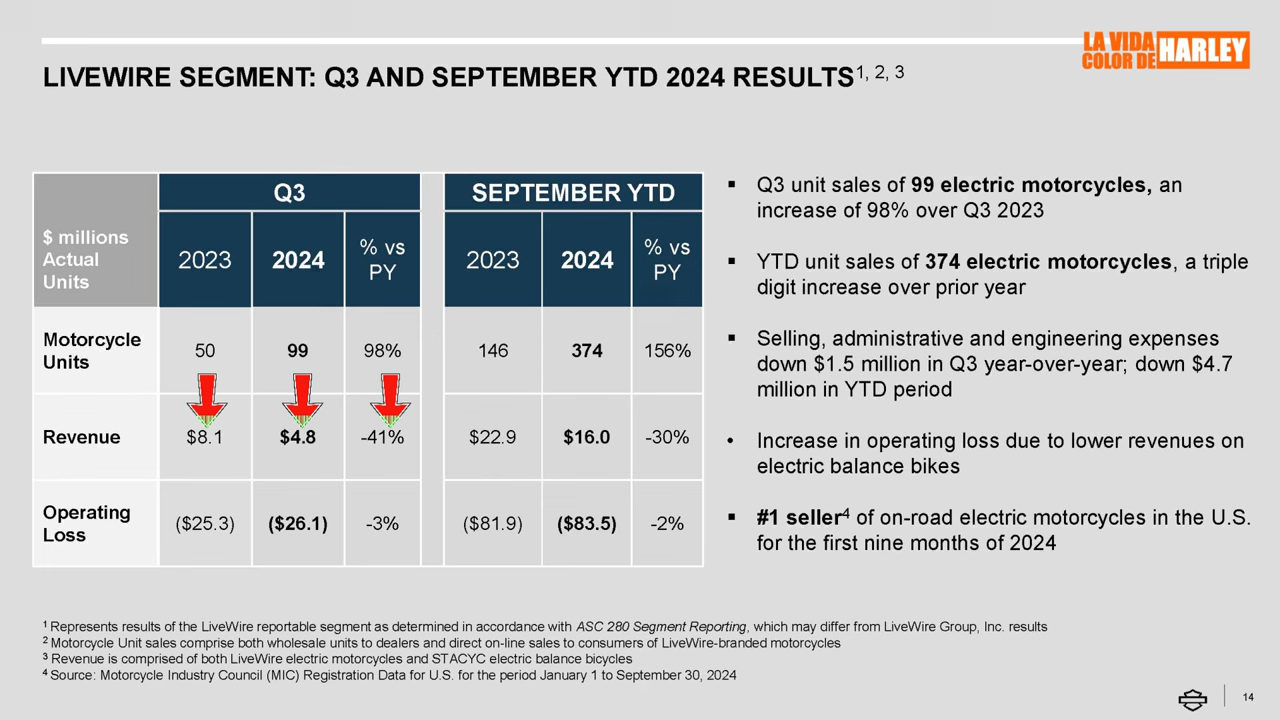 LA VIDA
COLOR DE HARLEY
LIVEWIRE SEGMENT: Q3 AND SEPTEMBER YTD 2024 RESULTS1, 2, 3
$ millions
Actual
Units
Q3
SEPTEMBER YTD
2023 2024 % vs PY 2023 2024 % vs PY
Motorcycle
Units
50 99 98% 146 374 156%
Revenue $8.1 $4.8 -41% $22.9 $16.0 -30%
Operating
Loss
($25.3) ($26.1) -3% ($81.9) ($83.5) -2%
▪ Q3 unit sales of 99 electric motorcycles, an
increase of 98% over Q3 2023
▪ YTD unit sales of 374 electric motorcycles, a triple
digit increase over prior year
▪ Selling, administrative and engineering expenses
down $1.5 million in Q3 year-over-year; down $4.7
million in YTD period
• Increase in operating loss due to lower revenues on
electric balance bikes
▪ #1 seller4 of on-road electric motorcycles in the U.S.
for the first nine months of 2024
1 Represents results of the LiveWire reportable segment as determined in accordance with ASC 280 Segment Reporting, which may differ from LiveWire Group, Inc. results
2 Motorcycle Unit sales comprise both wholesale units to dealers and direct on-line sales to consumers of LiveWire-branded motorcycles
3 Revenue is comprised of both LiveWire electric motorcycles and STACYC electric balance bicycles
4 Source: Motorcycle Industry Council (MIC) Registration Data for U.S. for the period January 1 to September 30, 2024
14